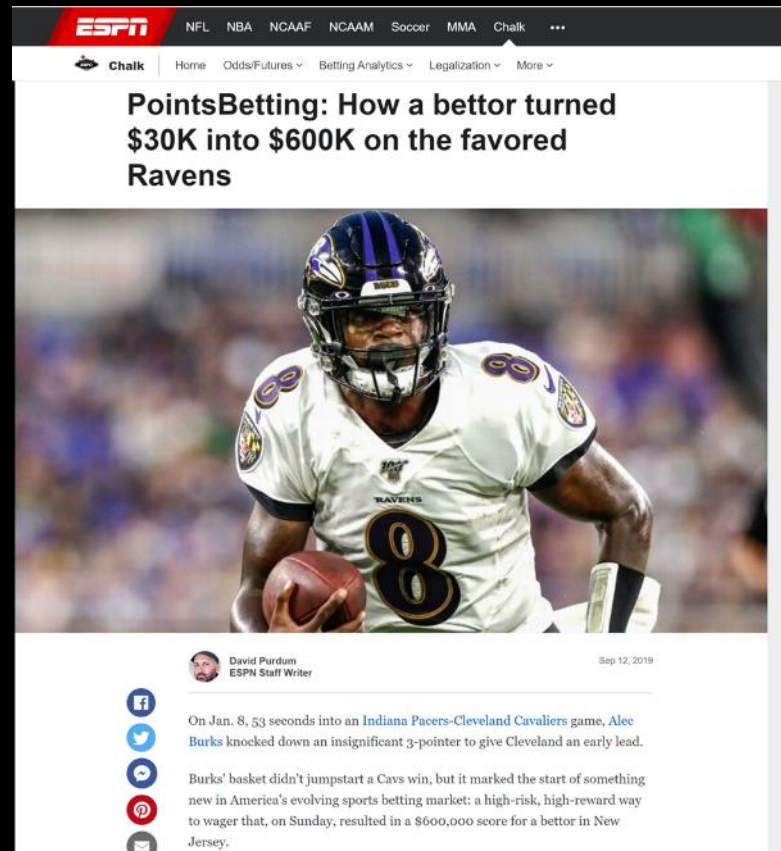 ESPN NFL NBA NCAAF NCAAM Soccer MMA Chalk •••
Chalk Home Odds/Futures Betting Analytics Legalization More
PointsBetting: How a bettor turned
$30K into $600K on the favored
Ravens
8
8
RAVENS
8
David Purdum Sep 12, 2019
ESPN Staff Writer
On Jan. 8, 53 seconds into an Indiana Pacers-Cleveland Cavaliers game, Alec
Burks knocked down an insignificant 3-pointer to give Cleveland an early lead.
Burks' basket didn't jumpstart a Cavs win, but it marked the start of something
new in America's evolving sports betting market: a high-risk, high-reward way
to wager that, on Sunday, resulted in a $600,000 score for a bettor in New
Jersey.